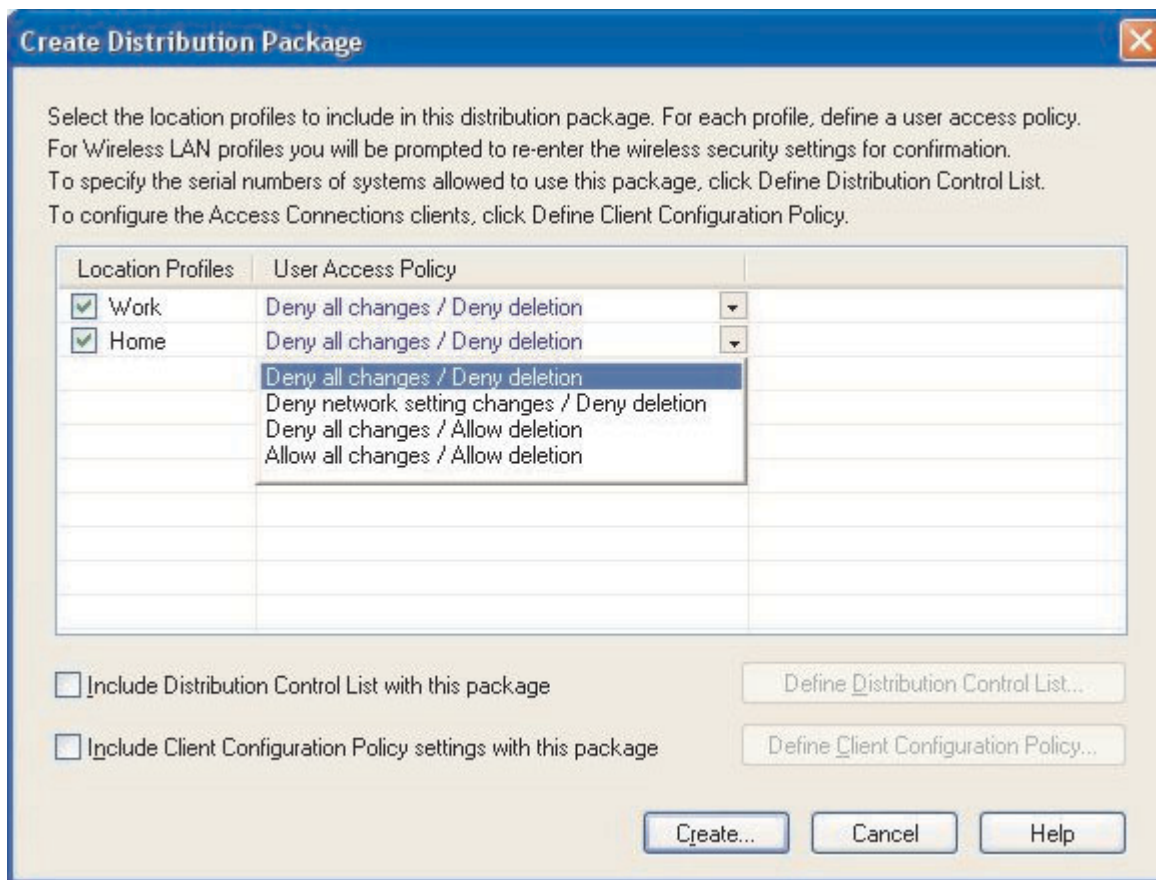 Create Distribution Package
Select the location profiles to include in this distribution package. For each profile, define a user access policy.
For Wireless LAN profiles you will be prompted to re-enter the wireless security settings for confirmation.
To specify the serial numbers of systems allowed to use this package, click Define Distribution Control List.
To configure the Access Connections clients, click Define Client Configuration Policy.
Location Profiles User Access Policy
Work Deny all changes / Deny deletion
Home Deny all changes / Deny deletion
Deny all changes / Deny deletion
Deny network setting changes / Deny deletion
Deny all changes / Allow deletion
Allow all changes / Allow deletion
Include Distribution Control List with this package Define Distribution Control List...
Include Client Configuration Policy settings with this package Define Client Configuration Policy...
Create... Cancel Help